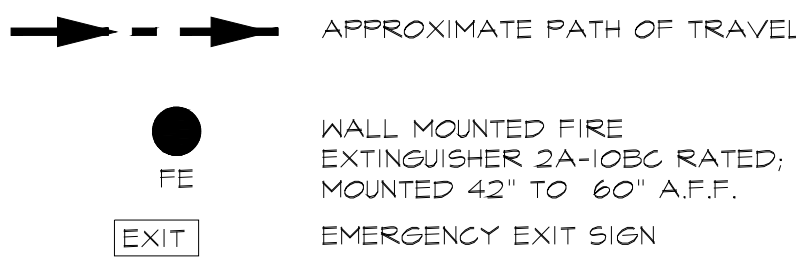 APPROXIMATE PATH OF TRAVEL
WALL MOUNTED FIRE
EXTINGUISHER 2A-10BC RATED;
MOUNTED 42" TO 60" A.F.F.
FE
EXIT
EMERGENCY EXIT SIGN